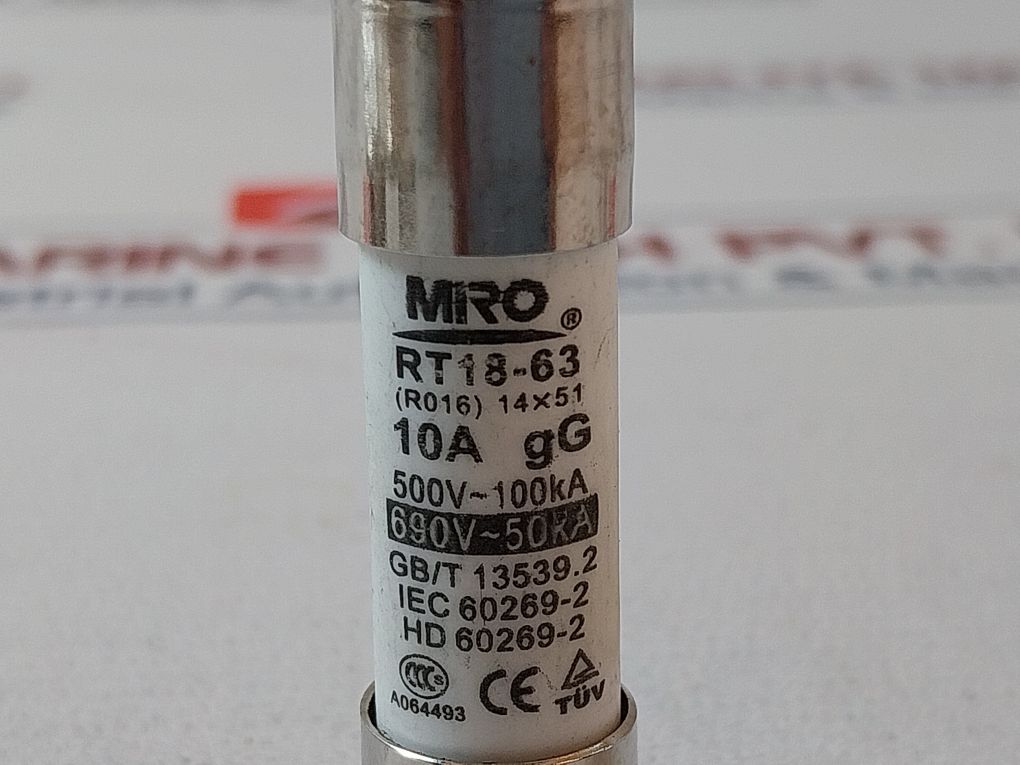 MRO ®
RT18-63
(R016) 14×51
10A gG
500V~100kA
690V~50kA
GB/T 13539.2
IEC 60269-2
HD 60269-2
CCC S CE TÜV
A064493